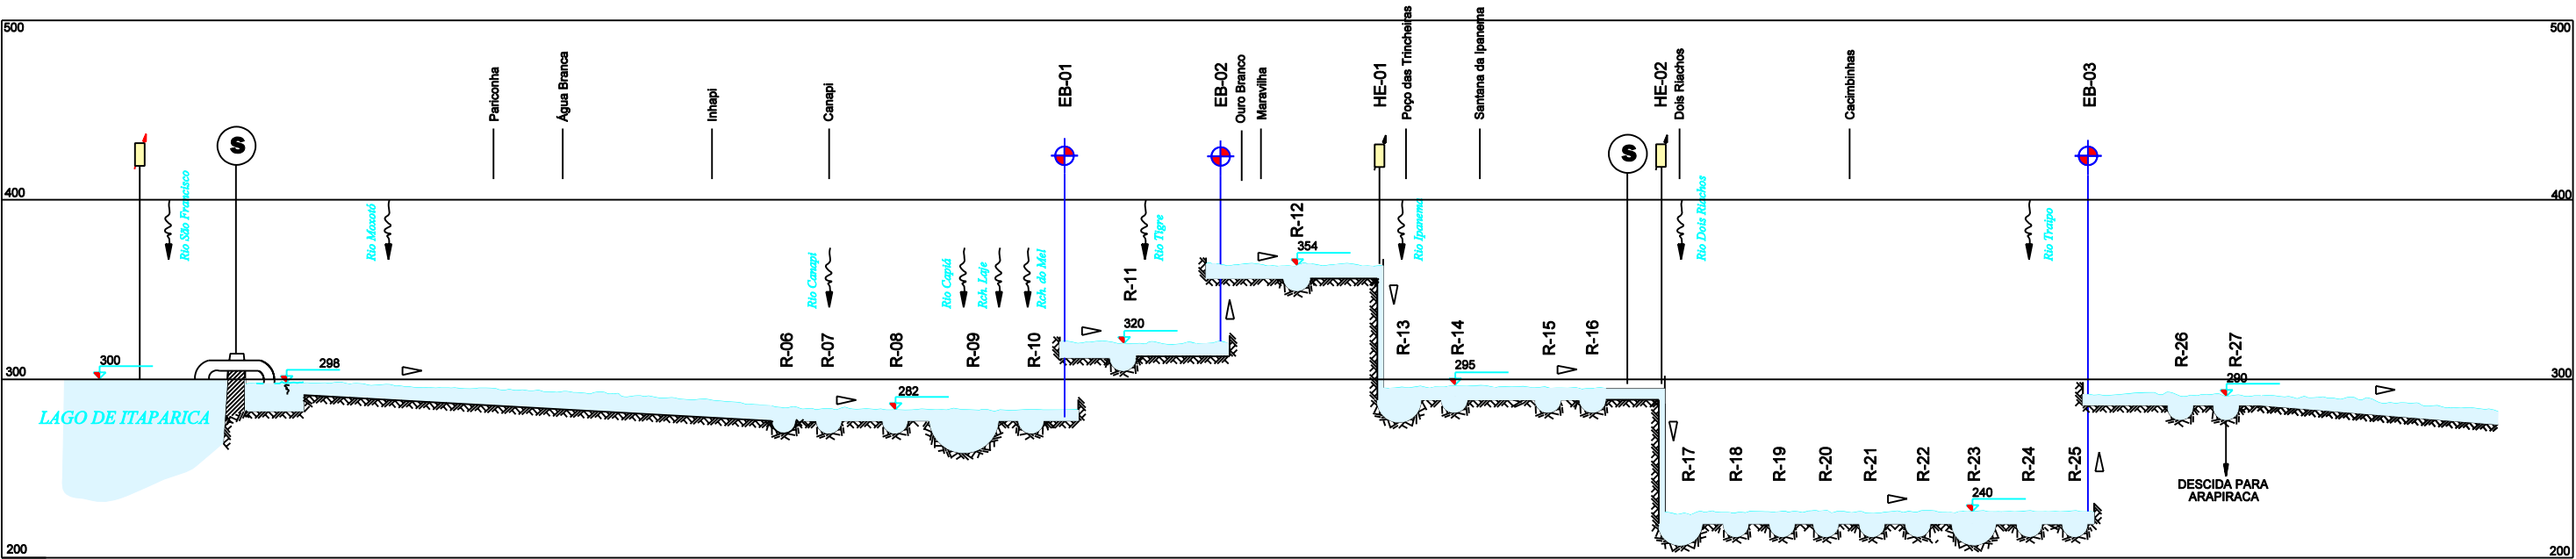 500
500
Pariconha
Água Branca
Inhapi
Canapi
EB-01
EB-02
Ouro Branco
Maravilha
HE-01
Poço das Trincheiras
Santana da Ipanema
HE-02
Dois Riachos
Cacimbinhas
EB-03
S
S
400
400
Rio São Francisco
Rio Moxotó
Rio Canapi
Rio Capiá
Rch. Laje
Rch. do Mel
Rio Tigre
Rio Ipanema
Rio Dois Riachos
Rio Traipo
R-11
R-12
354
320
300
300
300
298
282
295
290
R-06
R-07
R-08
R-09
R-10
R-13
R-14
R-15
R-16
R-26
R-27
LAGO DE ITAPARICA
R-17
R-18
R-19
R-20
R-21
R-22
R-23
R-24
R-25
240
DESCIDA PARA
ARAPIRACA
200
200